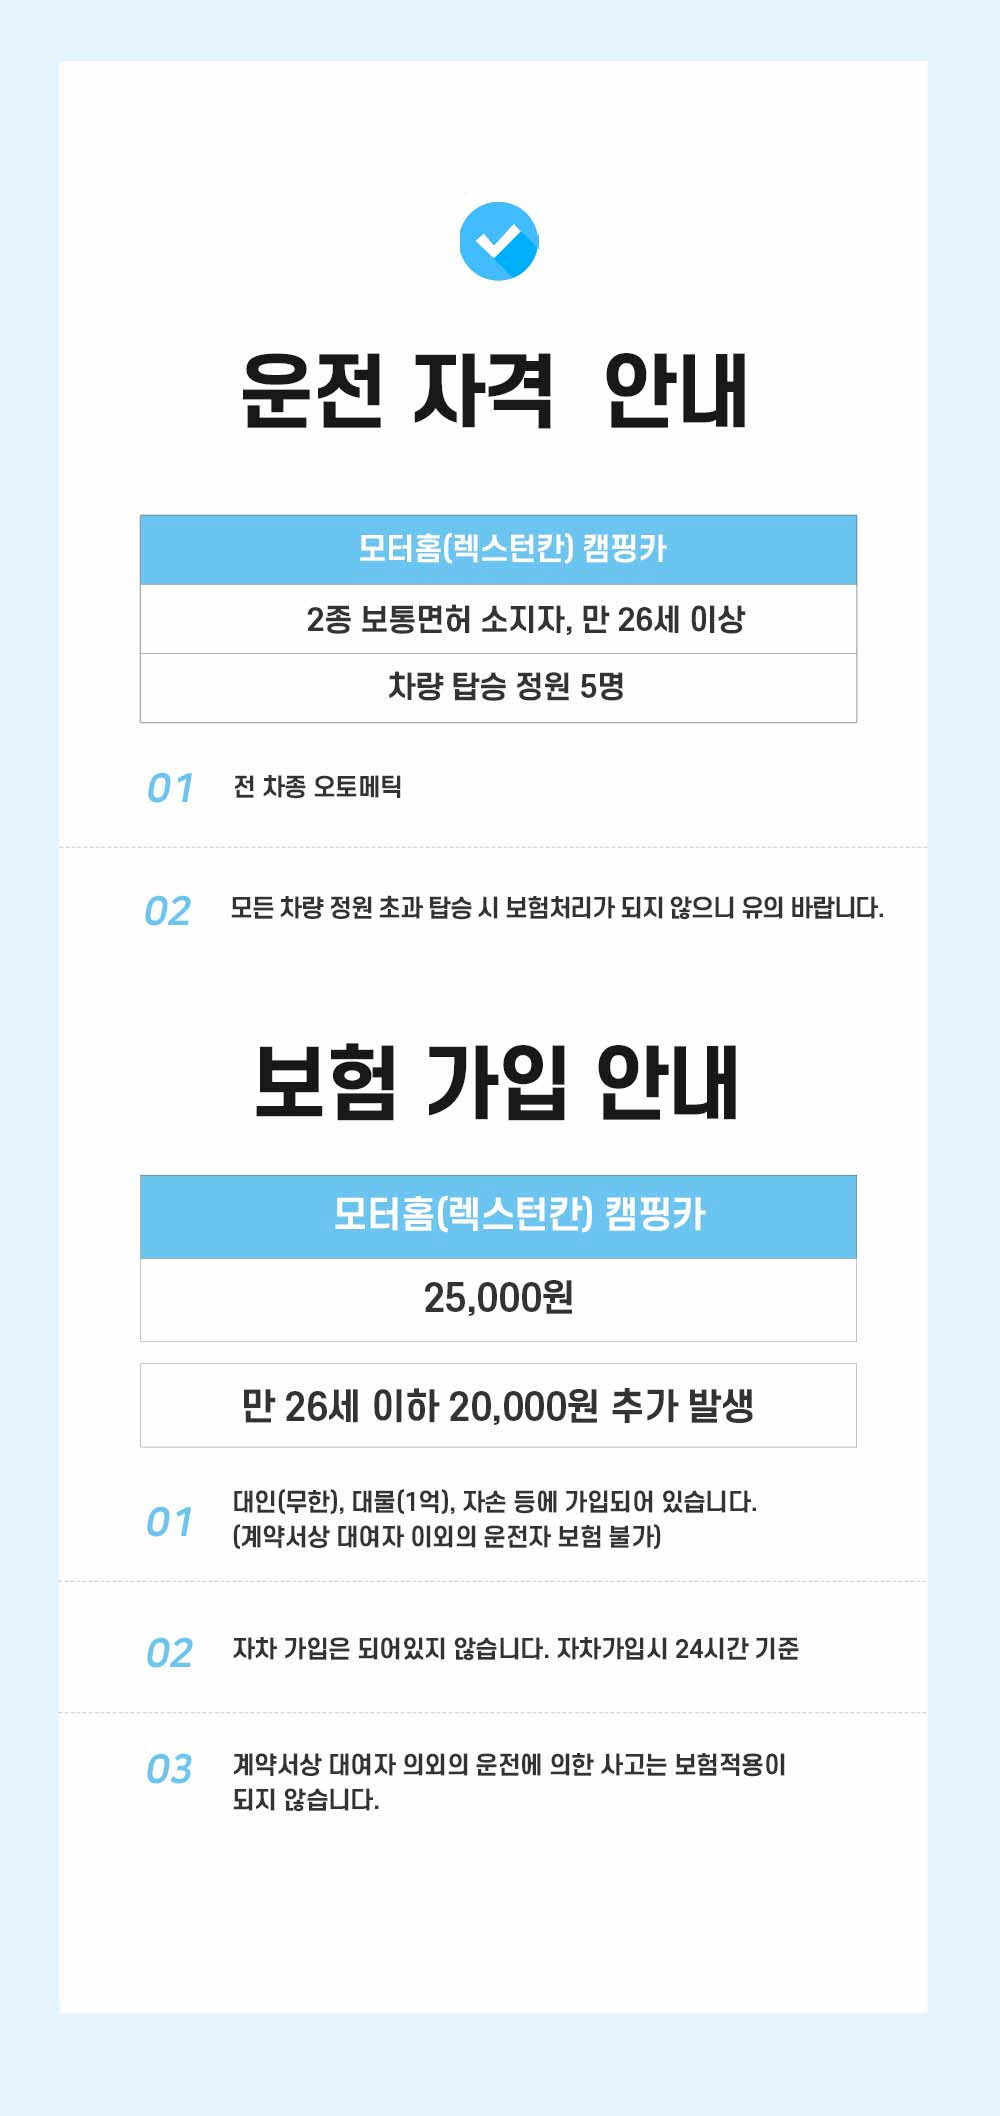 운전 자격 안내
모터홈(렉스턴칸) 캠핑카
2종 보통면허 소지자, 만 26세 이상
차량 탑승 정원 5명
01 전 차종 오토메틱
02 모든 차량 정원 초과 탑승 시 보험처리가 되지 않으니 유의 바랍니다.
보험 가입 안내
모터홈(렉스턴칸) 캠핑카
25,000원
만 26세 이하 20,000원 추가 발생
01 대인(무한), 대물(1억), 자손 등에 가입되어 있습니다.
(계약서상 대여자 이외의 운전자 보험 불가)
02 자차 가입은 되어있지 않습니다. 자차가입시 24시간 기준
03 계약서상 대여자 의외의 운전에 의한 사고는 보험적용이
되지 않습니다.